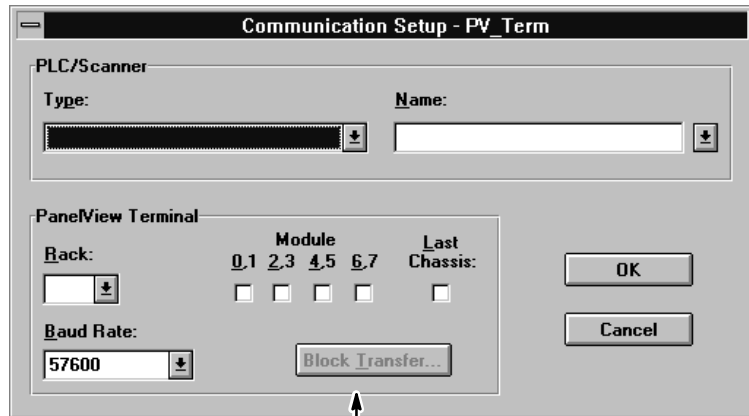 Communication Setup - PV_Term
PLC/Scanner
Type:
Name:
PanelView Terminal
Rack:
Module
0,1 2,3 4,5 6,7
Last
Chassis:
Baud Rate:
57600
Block Transfer...
OK
Cancel